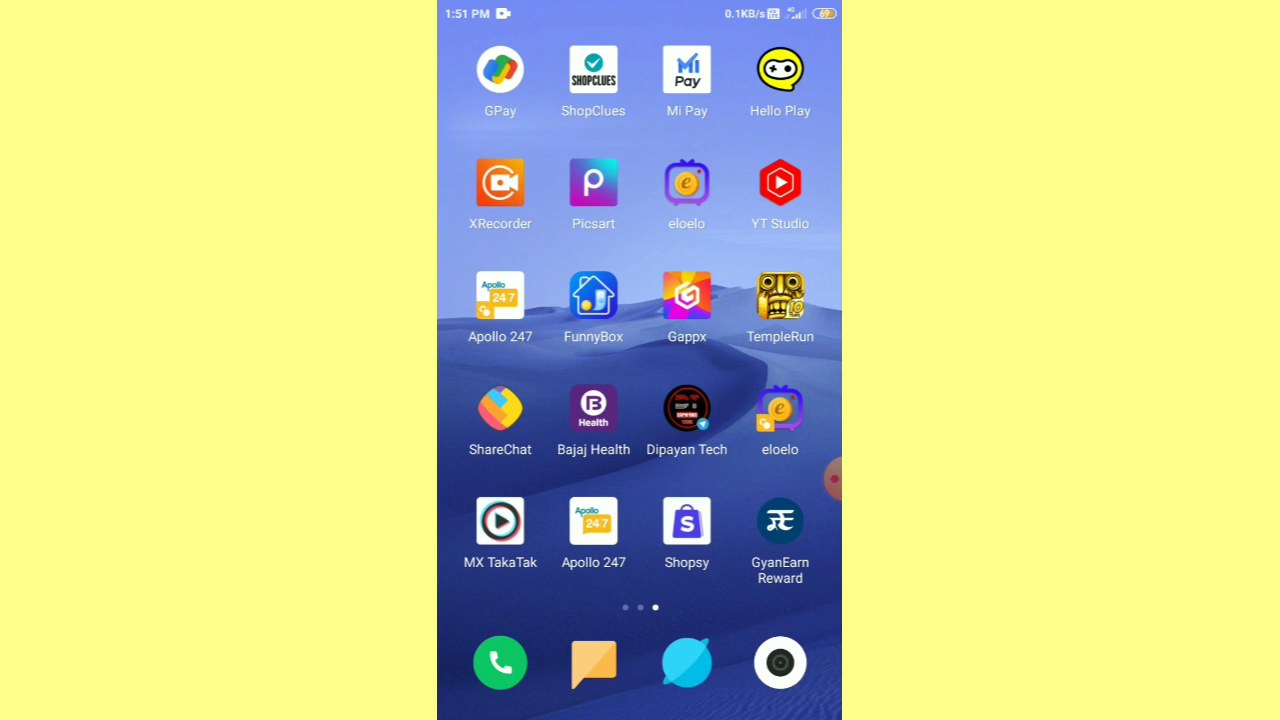 1:51 PM
0.1KB/s 4G 69
SHOPCLUES
Mi
Pay
GPay
ShopClues
Mi Pay
Hello Play
XRecorder
Picsart
eloelo
YT Studio
Apollo
247
Apollo 247
FunnyBox
Gappx
TempleRun
B
Health
ShareChat
Bajaj Health
Dipayan Tech
eloelo
Apollo
247
S
MX TakaTak
Apollo 247
Shopsy
GyanEarn
Reward